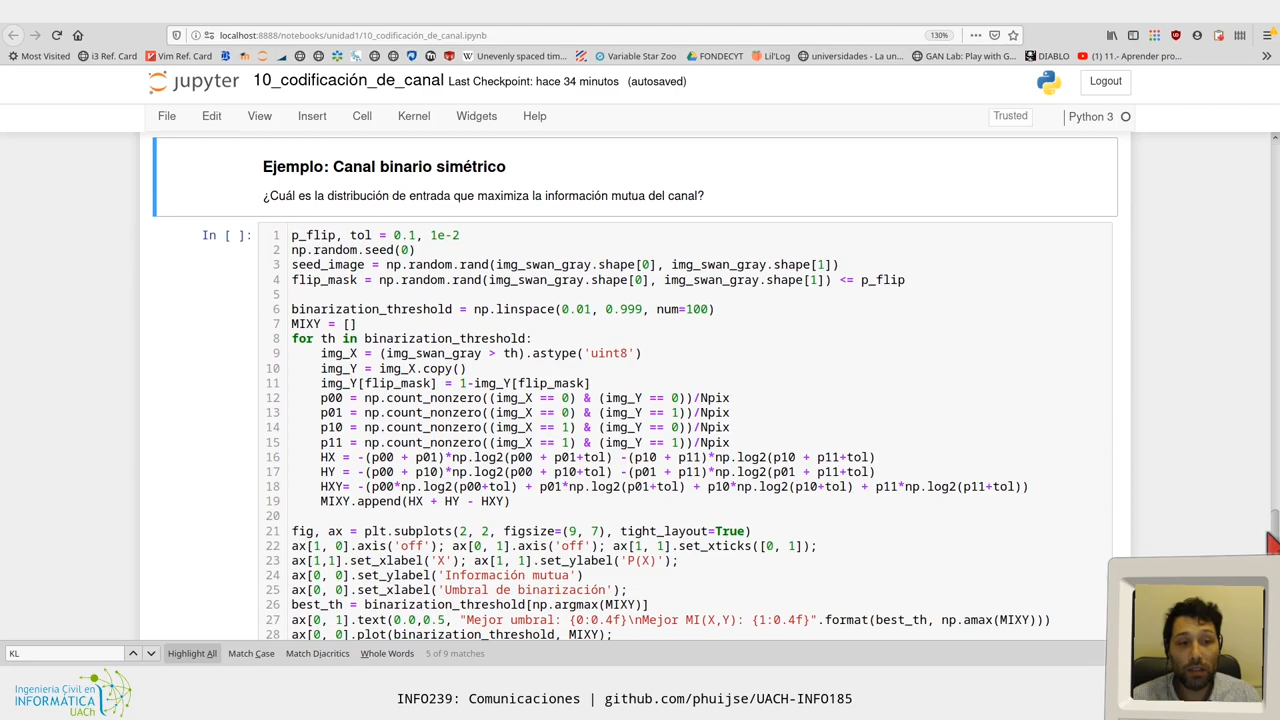 localhost:8888/notebooks/unidad1/10_codificación_de_canal.ipynb
130%
Most Visited i3 Ref. Card Vim Ref. Card Unevenly spaced tim... Variable Star Zoo FONDECYT Lil'Log universidades - La un... GAN Lab: Play with G... DIABLO (1) 11.- Aprender pro...
jupyter 10_codificación_de_canal Last Checkpoint: hace 34 minutos (autosaved)
Logout
File Edit View Insert Cell Kernel Widgets Help
Trusted
Python 3
Ejemplo: Canal binario simétrico
¿Cuál es la distribución de entrada que maximiza la información mutua del canal?
In [ ]:
1 p_flip, tol = 0.1, 1e-2
2 np.random.seed(0)
3 seed_image = np.random.rand(img_swan_gray.shape[0], img_swan_gray.shape[1])
4 flip_mask = np.random.rand(img_swan_gray.shape[0], img_swan_gray.shape[1]) <= p_flip
5
6 binarization_threshold = np.linspace(0.01, 0.999, num=100)
7 MIXY = []
8 for th in binarization_threshold:
9 img_X = (img_swan_gray > th).astype('uint8')
10 img_Y = img_X.copy()
11 img_Y[flip_mask] = 1-img_Y[flip_mask]
12 p00 = np.count_nonzero((img_X == 0) & (img_Y == 0))/Npix
13 p01 = np.count_nonzero((img_X == 0) & (img_Y == 1))/Npix
14 p10 = np.count_nonzero((img_X == 1) & (img_Y == 0))/Npix
15 p11 = np.count_nonzero((img_X == 1) & (img_Y == 1))/Npix
16 HX = -(p00 + p01)*np.log2(p00 + p01+tol) -(p10 + p11)*np.log2(p10 + p11+tol)
17 HY = -(p00 + p10)*np.log2(p00 + p10+tol) -(p01 + p11)*np.log2(p01 + p11+tol)
18 HXY= -(p00*np.log2(p00+tol) + p01*np.log2(p01+tol) + p10*np.log2(p10+tol) + p11*np.log2(p11+tol))
19 MIXY.append(HX + HY - HXY)
20
21 fig, ax = plt.subplots(2, 2, figsize=(9, 7), tight_layout=True)
22 ax[1, 0].axis('off'); ax[0, 1].axis('off'); ax[1, 1].set_xticks([0, 1]);
23 ax[1,1].set_xlabel('X'); ax[1, 1].set_ylabel('P(X)');
24 ax[0, 0].set_ylabel('Información mutua')
25 ax[0, 0].set_xlabel('Umbral de binarización');
26 best_th = binarization_threshold[np.argmax(MIXY)]
27 ax[0, 1].text(0.0,0.5, "Mejor umbral: {0:0.4f}\nMejor MI(X,Y): {1:0.4f}".format(best_th, np.amax(MIXY)))
28 ax[0, 0].plot(binarization_threshold, MIXY);
KL
Highlight All Match Case Match Diacritics Whole Words 5 of 9 matches
Ingeniería Civil en
INFORMÁTICA
UACh
INFO239: Comunicaciones | github.com/phuijse/UACH-INFO185